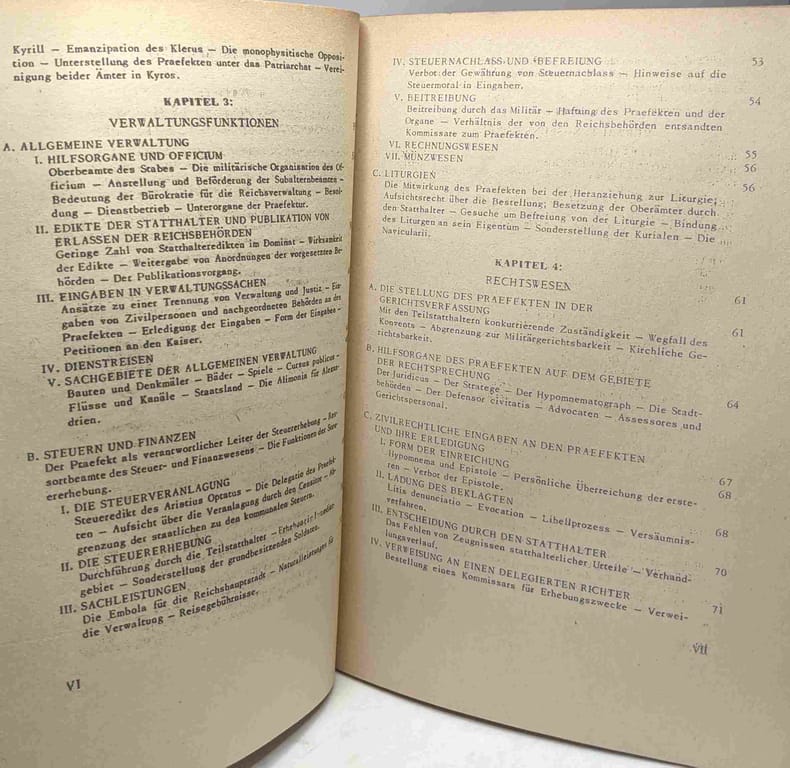 Kyrill — Emanzipation des Klerus — Die monophysitische Opposi-
tion — Unterstellung des Praefekten unter das Patriarchat — Verei-
nigung beider Ämter in Kyros.
KAPITEL 3:
VERWALTUNGSFUNKTIONEN
A. ALLGEMEINE VERWALTUNG
I. HILFSORGANE UND OFFICIUM
Oberbeamte des Stabes — Die militärische Organisation des Of-
ficium — Anstellung und Beförderung der Subalternbeamten —
Bedeutung der Bürokratie für die Reichsverwaltung — Besol-
dung — Dienstbetrieb — Unterorgane der Praefektur.
II. EDIKTE DER STATTHALTER UND PUBLIKATION VON
ERLASSEN DER REICHSBEHÖRDEN
Geringe Zahl von Statthalteredikten im Dominat — Wirksamkeit
der Edikte — Weitergabe von Anordnungen der vorgesetzten Be-
hörden — Der Publikationsvorgang.
III. EINGABEN IN VERWALTUNGSSACHEN
Ansätze zu einer Trennung von Verwaltung und Justiz — Ein-
gaben von Zivilpersonen und nachgeordneten Behörden an den
Praefekten — Erledigung der Eingaben — Form der Eingaben —
Petitionen an den Kaiser.
IV. DIENSTREISEN
V. SACHGEBIETE DER ALLGEMEINEN VERWALTUNG
Bauten und Denkmäler — Bäder — Spiele — Cursus publicus —
Flüsse und Kanäle — Staatsland — Die Alimonia für Alexan-
drien.
B. STEUERN UND FINANZEN
Der Praefekt als verantwortlicher Leiter der Steuererhebung — Res-
sortbeamte des Steuer- und Finanzwesens — Die Funktionen des Steu-
ererhebung.
I. DIE STEUERVERANLAGUNG
Steueredikt des Aristius Optatus — Die Delegatio des Praefek-
ten — Aufsicht über die Veranlagung durch den Censitor — Ab-
grenzung der staatlichen zu den kommunalen Steuern.
II. DIE STEUERERHEBUNG
Durchführung durch die Teilstatthalter —
gebiet — Sonderstellung der grundbesitzenden Soldaten.
III. SACHLEISTUNGEN
Die Embola für die Reichshauptstadt — Naturalleistungen für
die Verwaltung — Reisegebührnisse.
VI
IV. STEUERNACHLASS UND BEFREIUNG 53
Verbot der Gewährung von Steuernachlass — Hinweise auf die
Steuermoral in Eingaben.
V. BEITREIBUNG 54
Beitreibung durch das Militär — Haftung des Praefekten und der
Organe — Verhältnis der von den Reichsbehörden entsandten
Kommissare zum Praefekten.
VI. RECHNUNGSWESEN 55
VII. MÜNZWESEN 56
C. LITURGIEN 56
Die Mitwirkung des Praefekten bei der Heranziehung zur Liturgie;
Aufsichtsrecht über die Bestellung; Besetzung der Oberämter durch
den Statthalter — Gesuche um Befreiung von der Liturgie — Bindung
des Liturgen an sein Eigentum — Sonderstellung der Kurialen — Die
Navicularii.
KAPITEL 4:
RECHTSWESEN 61
A. DIE STELLUNG DES PRAEFEKTEN IN DER
GERICHTSVERFASSUNG 61
Mit den Teilstatthaltern konkurrierende Zuständigkeit — Wegfall des
Konvents — Abgrenzung zur Militärgerichtsbarkeit — Kirchliche Ge-
richtsbarkeit.
B. HILFSORGANE DES PRAEFEKTEN AUF DEM GEBIETE
DER RECHTSPRECHUNG 64
Der Juridicus — Der Stratege — Der Hypomnematograph — Die Stadt-
behörden — Der Defensor civitatis — Advocaten — Assessores und
Gerichtspersonal.
C. ZIVILRECHTLICHE EINGABEN AN DEN PRAEFEKTEN
UND IHRE ERLEDIGUNG 67
I. FORM DER EINREICHUNG 68
Hypomnema und Epistole — Persönliche Überreichung der erste-
ren — Verbot der Epistole.
II. LADUNG DES BEKLAGTEN 68
Litis denunciatio — Evocation — Libellprozess — Versäumnis-
verfahren.
III. ENTSCHEIDUNG DURCH DEN STATTHALTER 70
Das Fehlen von Zeugnissen statthalterlicher Urteile — Verhand-
lungsverlauf.
IV. VERWEISUNG AN EINEN DELEGIERTEN RICHTER 71
Bestellung eines Kommissars für Erhebungszwecke — Verwei-
VII